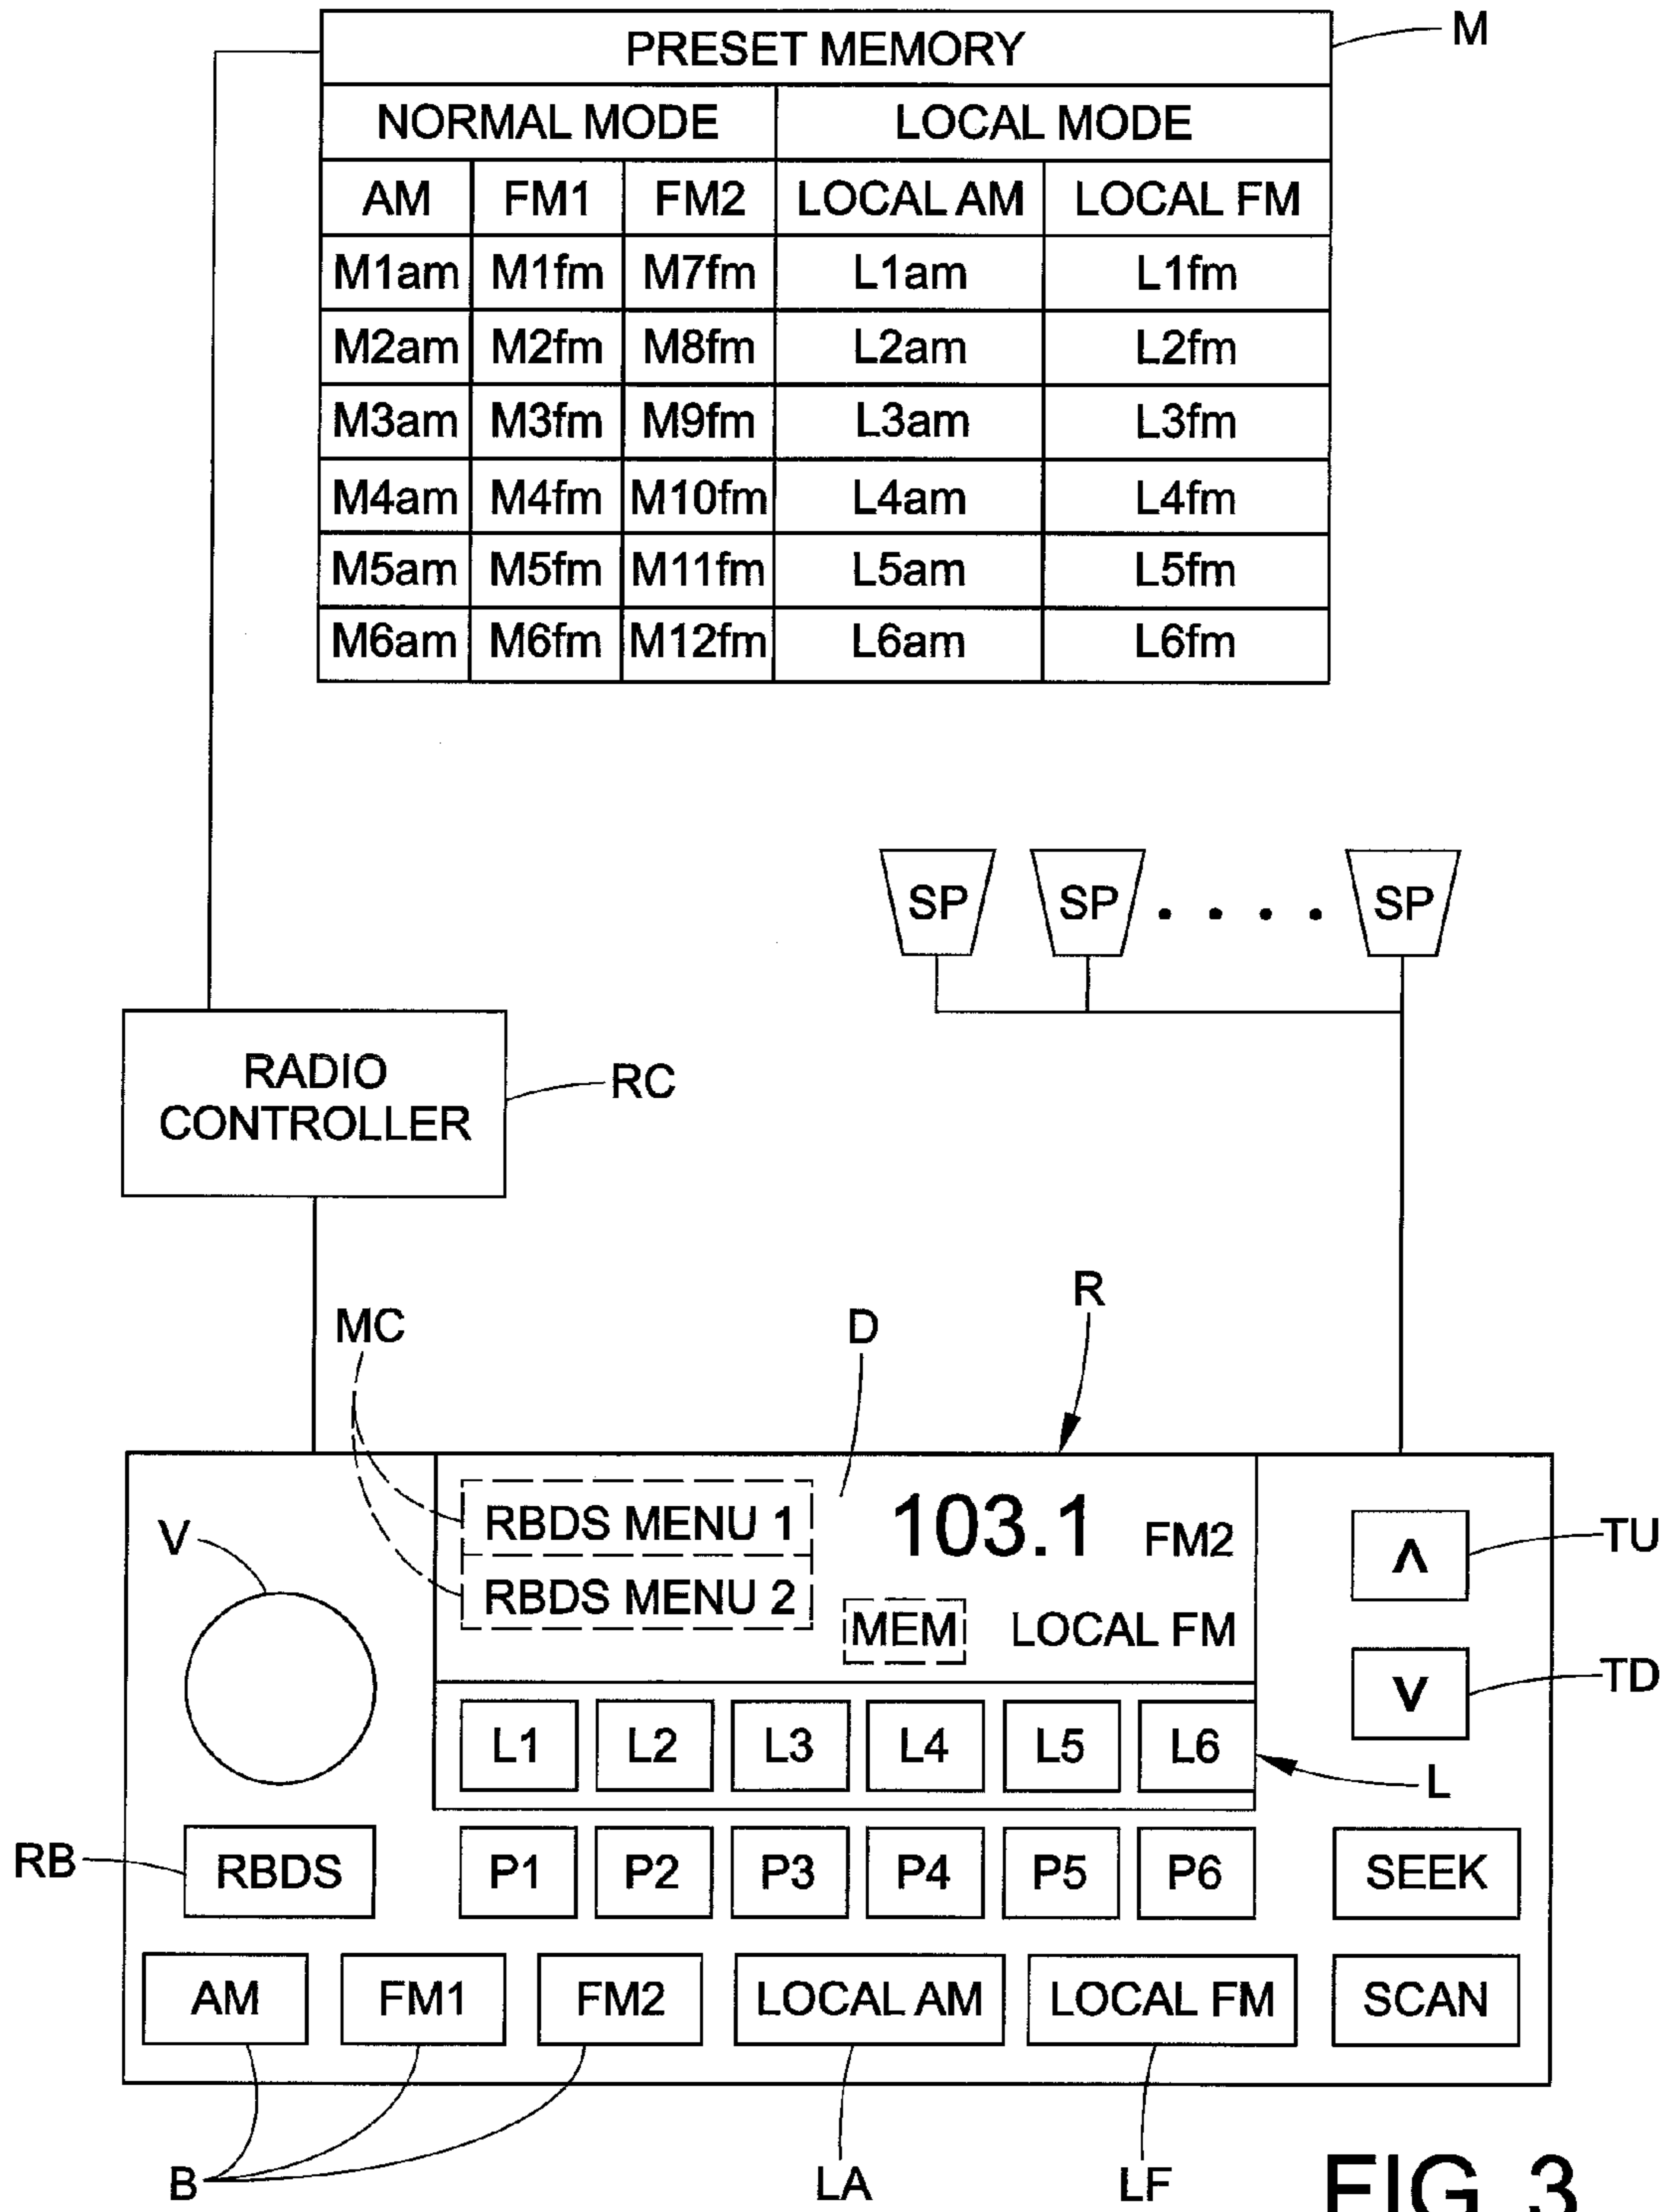 PRESET MEMORY
M
NORMAL MODE LOCAL MODE
AM FM1 FM2 LOCAL AM LOCAL FM
M1am M1fm M7fm L1am L1fm
M2am M2fm M8fm L2am L2fm
M3am M3fm M9fm L3am L3fm
M4am M4fm M10fm L4am L4fm
M5am M5fm M11fm L5am L5fm
M6am M6fm M12fm L6am L6fm
SP SP . . . . SP
RADIO
CONTROLLER
RC
MC D R
V
RBDS MENU 1 103.1 FM2
RBDS MENU 2
MEM LOCAL FM
Λ TU
V TD
L1 L2 L3 L4 L5 L6
L
RB RBDS P1 P2 P3 P4 P5 P6 SEEK
AM FM1 FM2 LOCAL AM LOCAL FM SCAN
B LA LF
FIG. 3